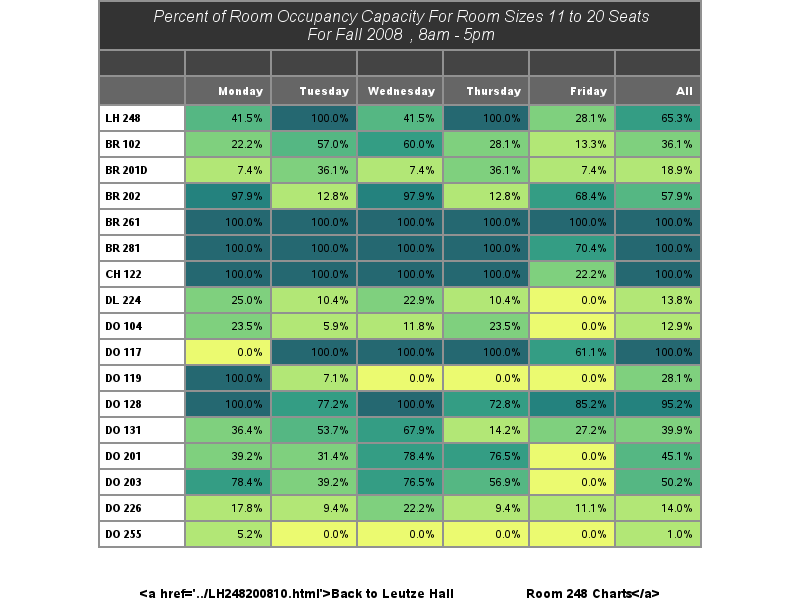 Percent of Room Occupancy Capacity For Room Sizes 11 to 20 Seats
For Fall 2008 , 8am - 5pm
Monday Tuesday Wednesday Thursday Friday All
LH 248 41.5% 100.0% 41.5% 100.0% 28.1% 65.3%
BR 102 22.2% 57.0% 60.0% 28.1% 13.3% 36.1%
BR 201D 7.4% 36.1% 7.4% 36.1% 7.4% 18.9%
BR 202 97.9% 12.8% 97.9% 12.8% 68.4% 57.9%
BR 261 100.0% 100.0% 100.0% 100.0% 100.0% 100.0%
BR 281 100.0% 100.0% 100.0% 100.0% 70.4% 100.0%
CH 122 100.0% 100.0% 100.0% 100.0% 22.2% 100.0%
DL 224 25.0% 10.4% 22.9% 10.4% 0.0% 13.8%
DO 104 23.5% 5.9% 11.8% 23.5% 0.0% 12.9%
DO 117 0.0% 100.0% 100.0% 100.0% 61.1% 100.0%
DO 119 100.0% 7.1% 0.0% 0.0% 0.0% 28.1%
DO 128 100.0% 77.2% 100.0% 72.8% 85.2% 95.2%
DO 131 36.4% 53.7% 67.9% 14.2% 27.2% 39.9%
DO 201 39.2% 31.4% 78.4% 76.5% 0.0% 45.1%
DO 203 78.4% 39.2% 76.5% 56.9% 0.0% 50.2%
DO 226 17.8% 9.4% 22.2% 9.4% 11.1% 14.0%
DO 255 5.2% 0.0% 0.0% 0.0% 0.0% 1.0%
<a href='../LH248200810.html'>Back to Leutze Hall Room 248 Charts</a>